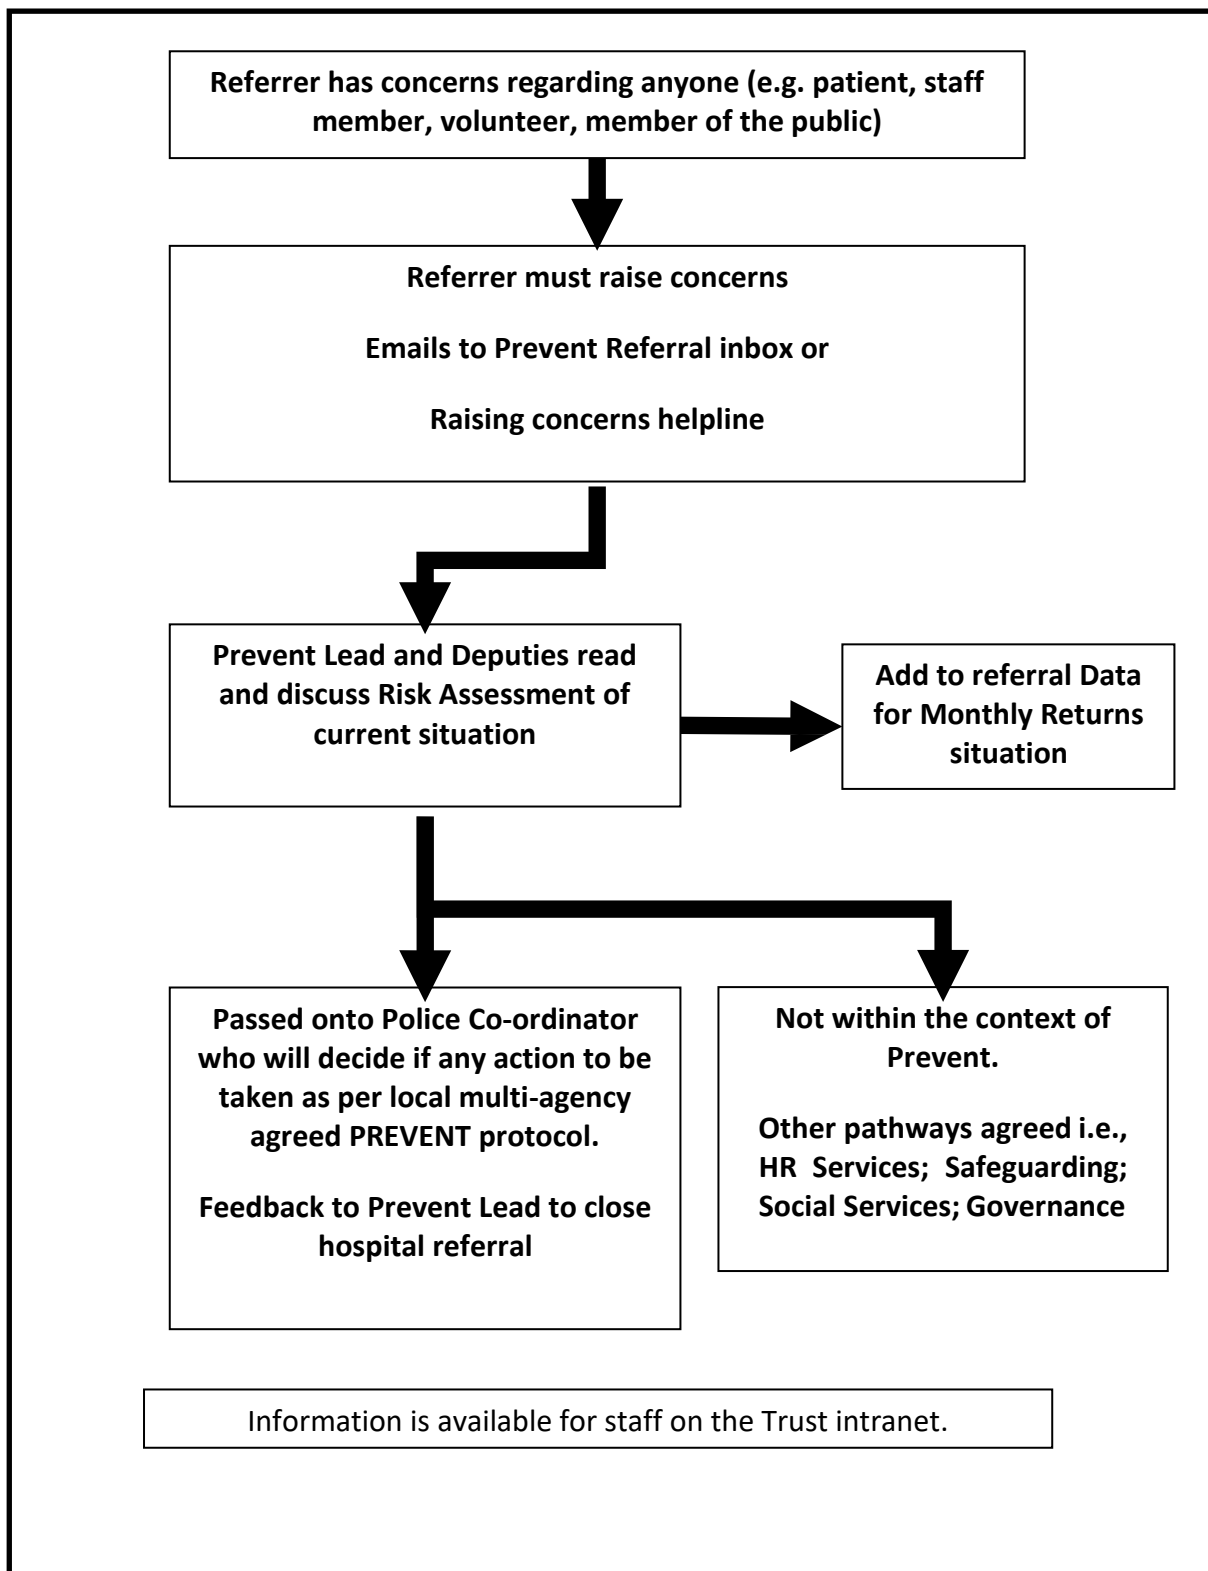 Referrer has concerns regarding anyone (e.g. patient, staff
member, volunteer, member of the public)
Referrer must raise concerns
Emails to Prevent Referral inbox or
Raising concerns helpline
Prevent Lead and Deputies read
and discuss Risk Assessment of
current situation
Add to referral Data
for Monthly Returns
situation
Passed onto Police Co-ordinator
who will decide if any action to be
taken as per local multi-agency
agreed PREVENT protocol.
Feedback to Prevent Lead to close
hospital referral
Not within the context of
Prevent.
Other pathways agreed i.e.,
HR Services; Safeguarding;
Social Services; Governance
Information is available for staff on the Trust intranet.